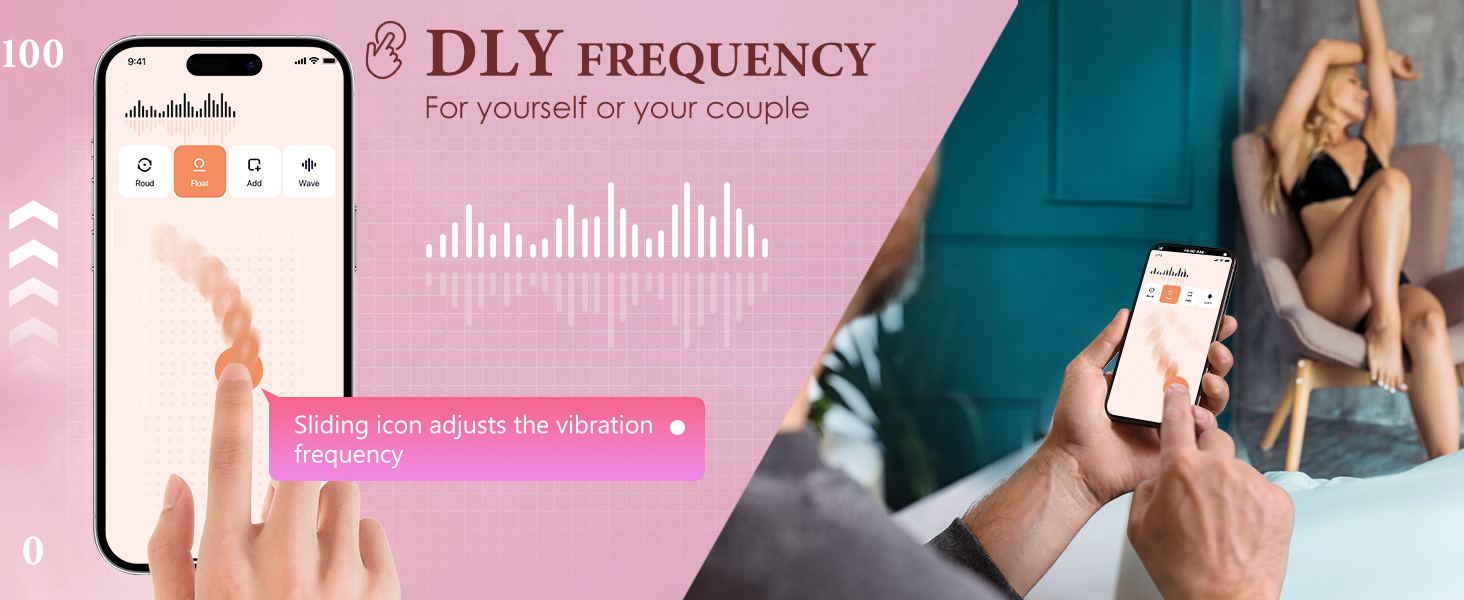 100
9:41
DLY FREQUENCY
For yourself or your couple
Roud
Float
Add
Wave
Sliding icon adjusts the vibration
frequency
0